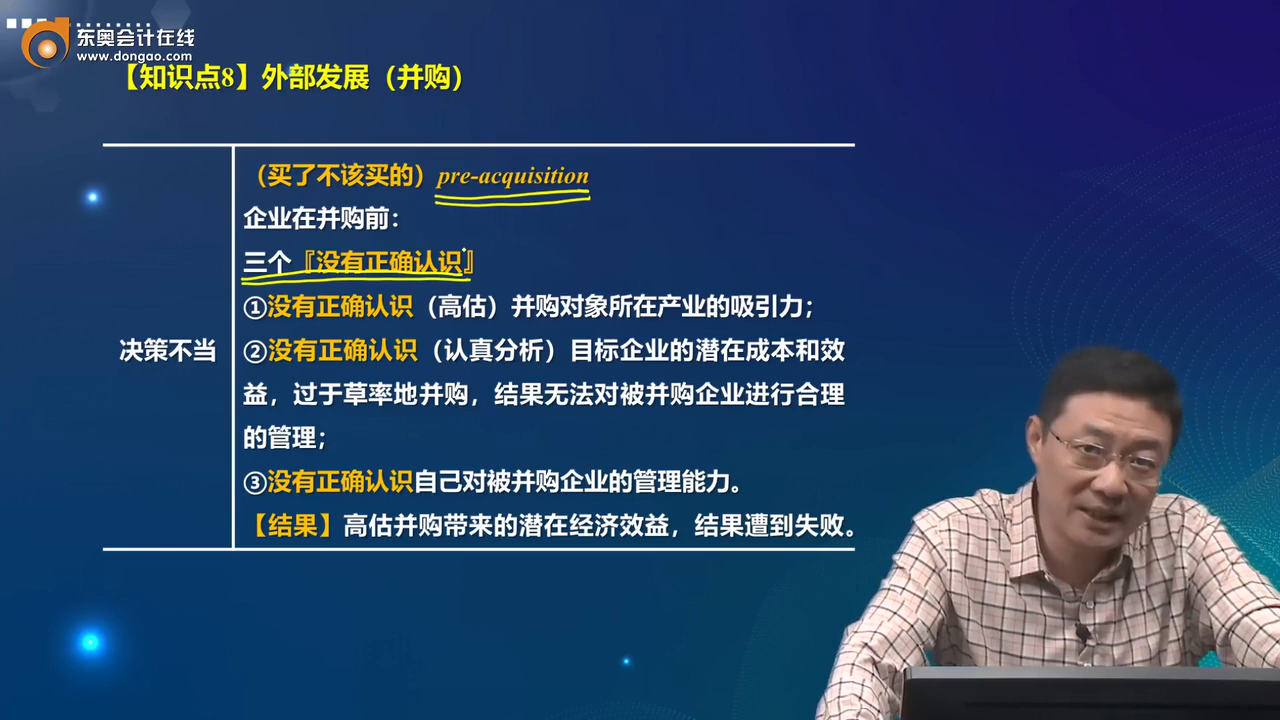 东奥会计在线
www.dongao.com
【知识点8】外部发展（并购）
决策不当
（买了不该买的）pre-acquisition
企业在并购前：
三个『没有正确认识』
①没有正确认识（高估）并购对象所在产业的吸引力；
②没有正确认识（认真分析）目标企业的潜在成本和效
益，过于草率地并购，结果无法对被并购企业进行合理
的管理；
③没有正确认识自己对被并购企业的管理能力。
【结果】高估并购带来的潜在经济效益，结果遭到失败。